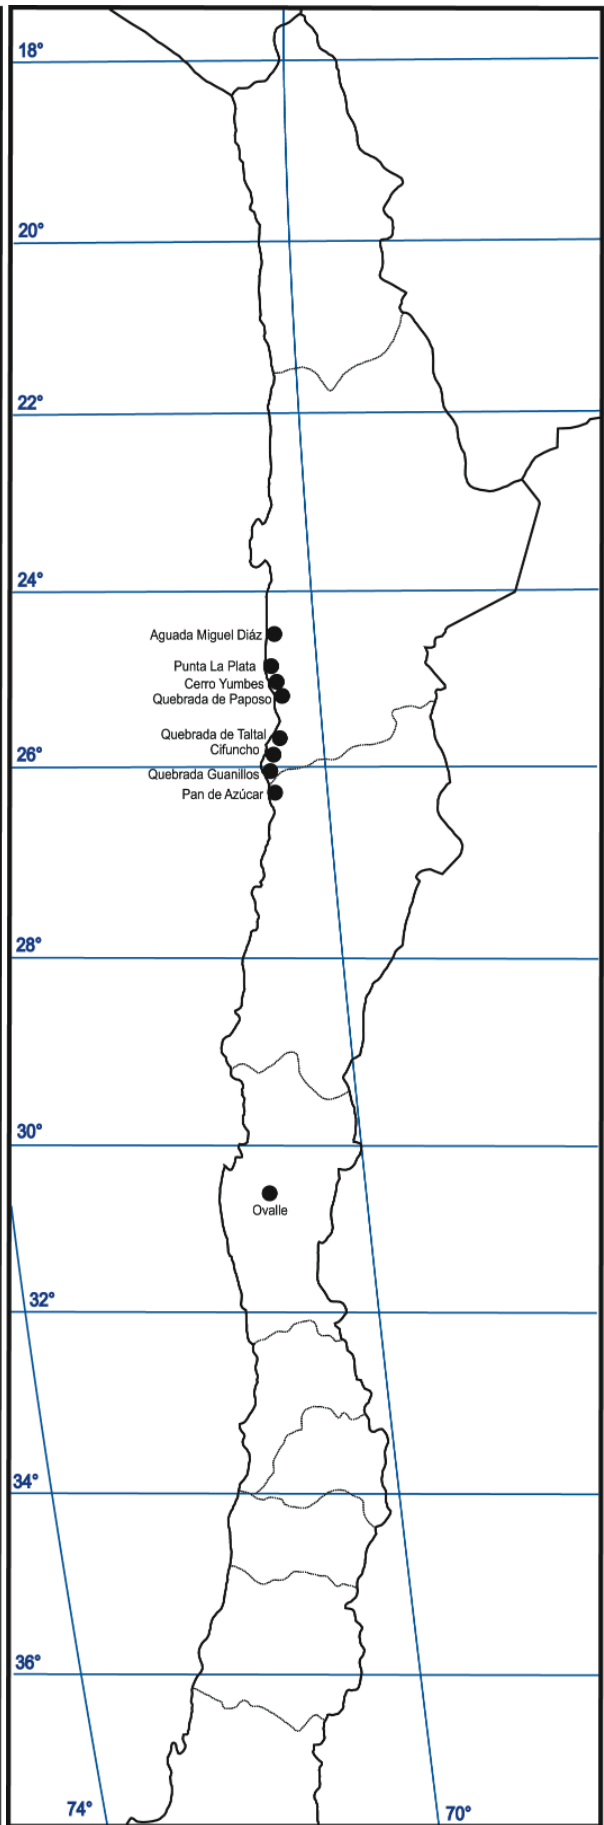 18°
20°
22°
24°
Aguada Miguel Diáz
Punta La Plata
Cerro Yumbes
Quebrada de Paposo
Quebrada de Taltal
Cifuncho
26°
Quebrada Guanillos
Pan de Azúcar
28°
30°
Ovalle
32°
34°
36°
74°
70°